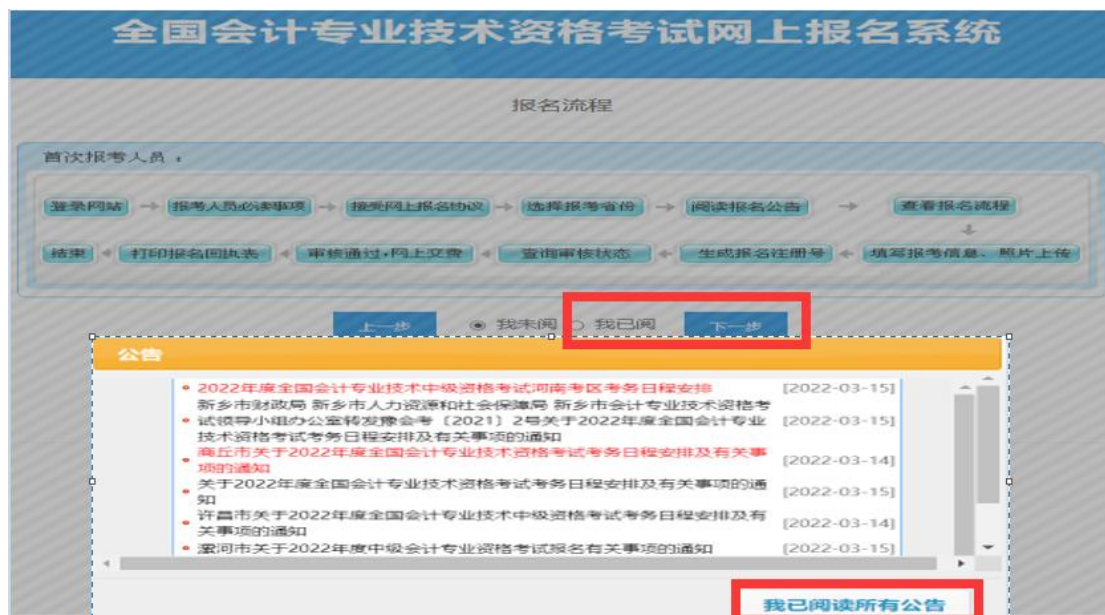 全国会计专业技术资格考试网上报名系统
报名流程
首次报考人员：
登录网站 → 报考人员必读事项 → 接受网上报名协议 → 选择报考省份 → 阅读报名公告 → 查看报名流程
结束 ← 打印报名回执表 ← 审核通过,网上交费 ← 查询审核状态 ← 生成报名注册号 ← 填写报考信息、照片上传
上一步 我未阅 我已阅 下一步
公告
2022年度全国会计专业技术中级资格考试河南考区考务日程安排 [2022-03-15]
新乡市财政局 新乡市人力资源和社会保障局 新乡市会计专业技术资格考
试领导小组办公室转发豫会考〔2021〕2号关于2022年度全国会计专业 [2022-03-15]
技术资格考试考务日程安排及有关事项的通知
商丘市关于2022年度全国会计专业技术资格考试考务日程安排及有关事 [2022-03-14]
项的通知
关于2022年度全国会计专业技术资格考试考务日程安排及有关事项的通 [2022-03-15]
知
许昌市关于2022年度全国会计专业技术中级资格考试考务日程安排及有 [2022-03-14]
关事项的通知
漯河市关于2022年度中级会计专业资格考试报名有关事项的通知 [2022-03-15]
我已阅读所有公告